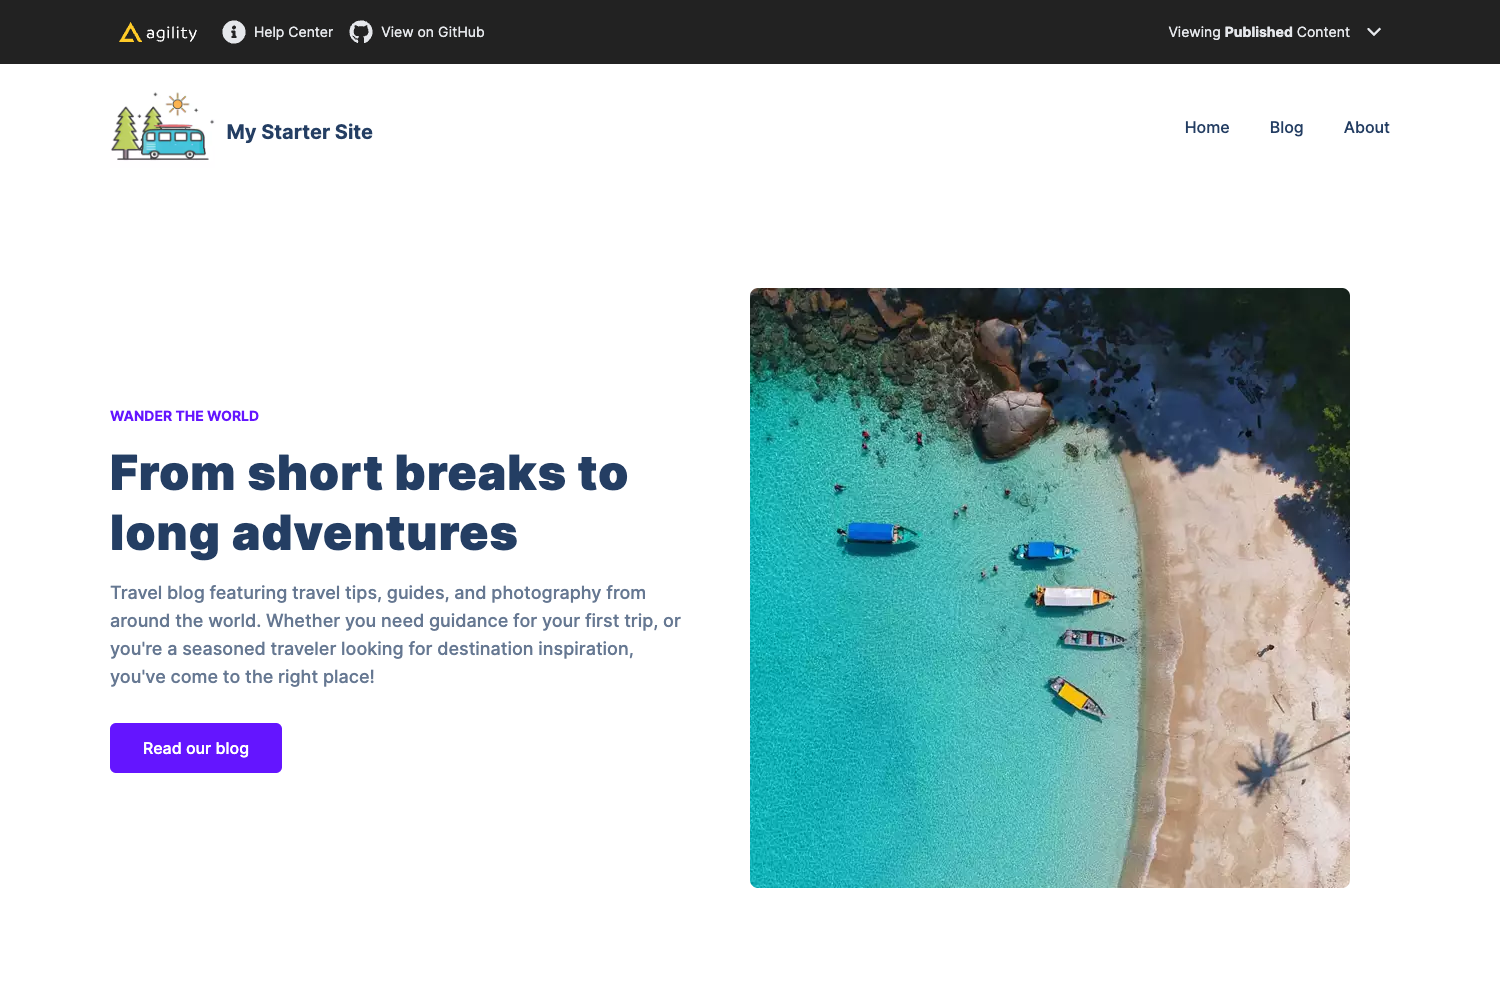 agility
Help Center
View on GitHub
Viewing Published Content
My Starter Site
Home
Blog
About
WANDER THE WORLD
From short breaks to
long adventures
Travel blog featuring travel tips, guides, and photography from
around the world. Whether you need guidance for your first trip, or
you're a seasoned traveler looking for destination inspiration,
you've come to the right place!
Read our blog